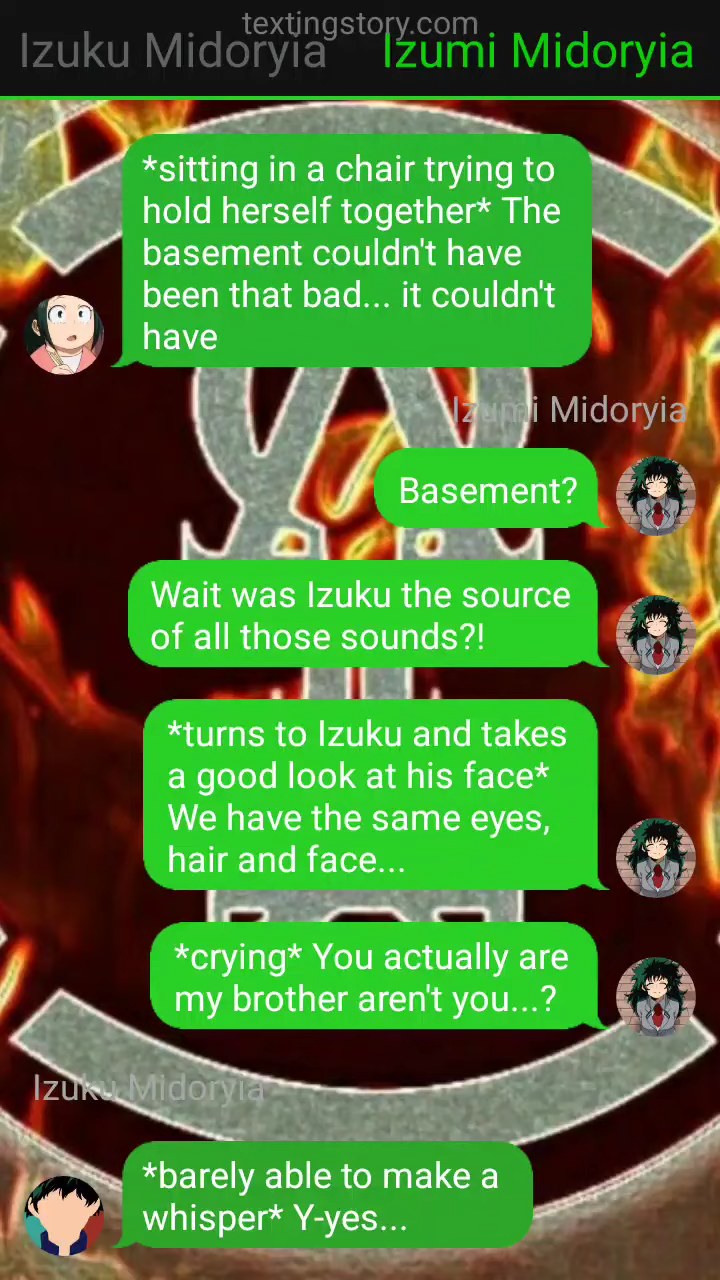 textingstory.com
Izuku Midoryia Izumi Midoryia
*sitting in a chair trying to
hold herself together* The
basement couldn't have
been that bad... it couldn't
have
Izumi Midoryia
Basement?
Wait was Izuku the source
of all those sounds?!
*turns to Izuku and takes
a good look at his face*
We have the same eyes,
hair and face...
*crying* You actually are
my brother aren't you...?
Izuku Midoryia
*barely able to make a
whisper* Y-yes...